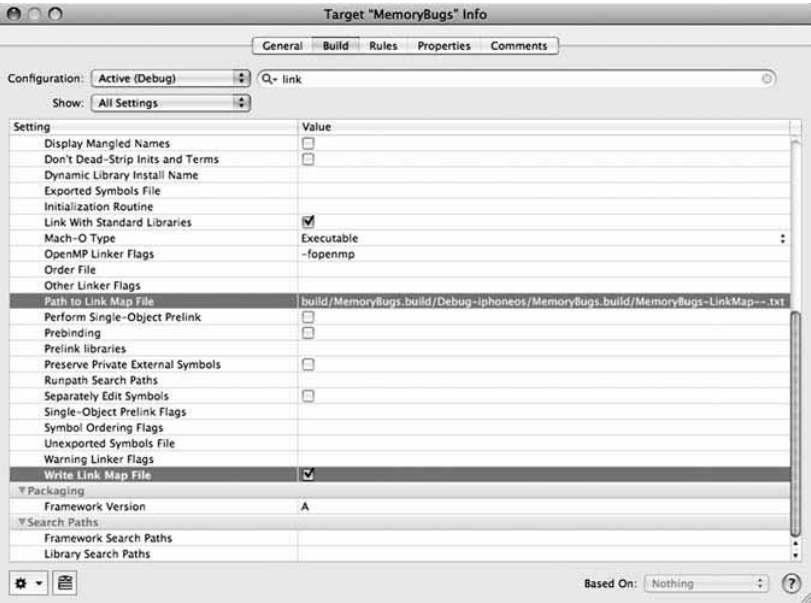 Target “MemoryBugs” Info
General Build Rules Properties Comments
Configuration: Active (Debug) link
Show: All Settings
Setting Value
Display Mangled Names
Don't Dead-Strip Inits and Terms
Dynamic Library Install Name
Exported Symbols File
Initialization Routine
Link With Standard Libraries
Mach-O Type Executable
OpenMP Linker Flags -fopenmp
Order File
Other Linker Flags
Path to Link Map File build/MemoryBugs.build/Debug-iphoneos/MemoryBugs.build/MemoryBugs-LinkMap--.txt
Perform Single-Object Prelink
Prebinding
Prelink libraries
Preserve Private External Symbols
Runpath Search Paths
Separately Edit Symbols
Single-Object Prelink Flags
Symbol Ordering Flags
Unexported Symbols File
Warning Linker Flags
Write Link Map File
Packaging
Framework Version A
Search Paths
Framework Search Paths
Library Search Paths
Based On: Nothing ?